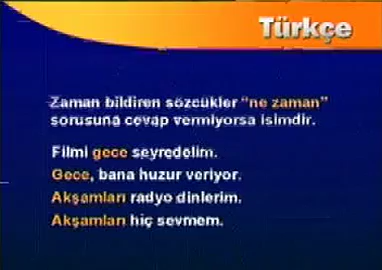 Türkçe
Zaman bildiren sözcükler "ne zaman"
sorusuna cevap vermiyorsa isimdir.
Filmi gece seyredelim.
Gece, bana huzur veriyor.
Akşamları radyo dinlerim.
Akşamları hiç sevmem.